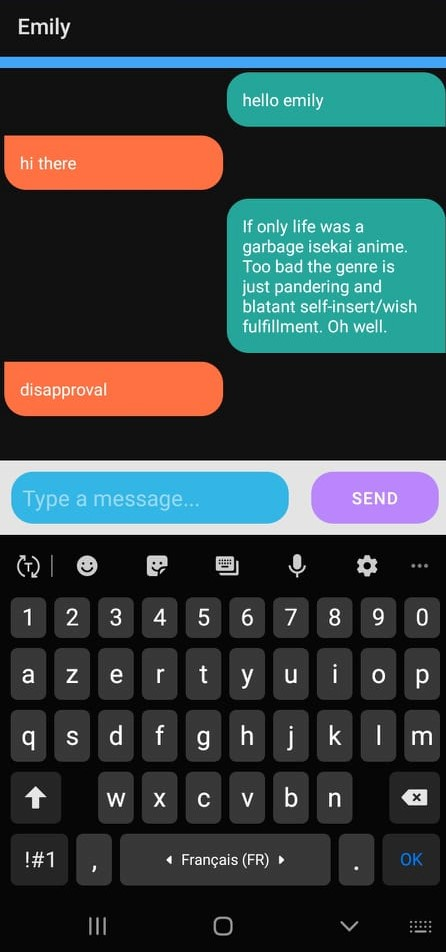 Emily
hello emily
hi there
If only life was a
garbage isekai anime.
Too bad the genre is
just pandering and
blatant self-insert/wish
fulfillment. Oh well.
disapproval
Type a message...
SEND
T
1 2 3 4 5 6 7 8 9 0
a z e r t y u i o p
q s d f g h j k l m
w x c v b n
!#1 , Français (FR) . OK